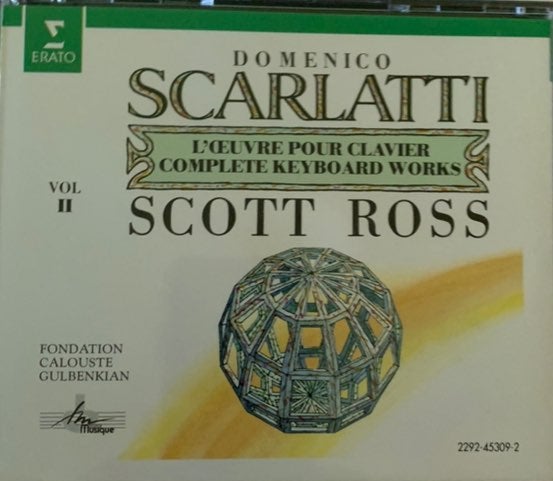 ERATO
DOMENICO
SCARLATTI
L'ŒUVRE POUR CLAVIER
COMPLETE KEYBOARD WORKS
VOL
II
SCOTT ROSS
FONDATION
CALOUSTE
GULBENKIAN
fm
Musique
2292-45309-2